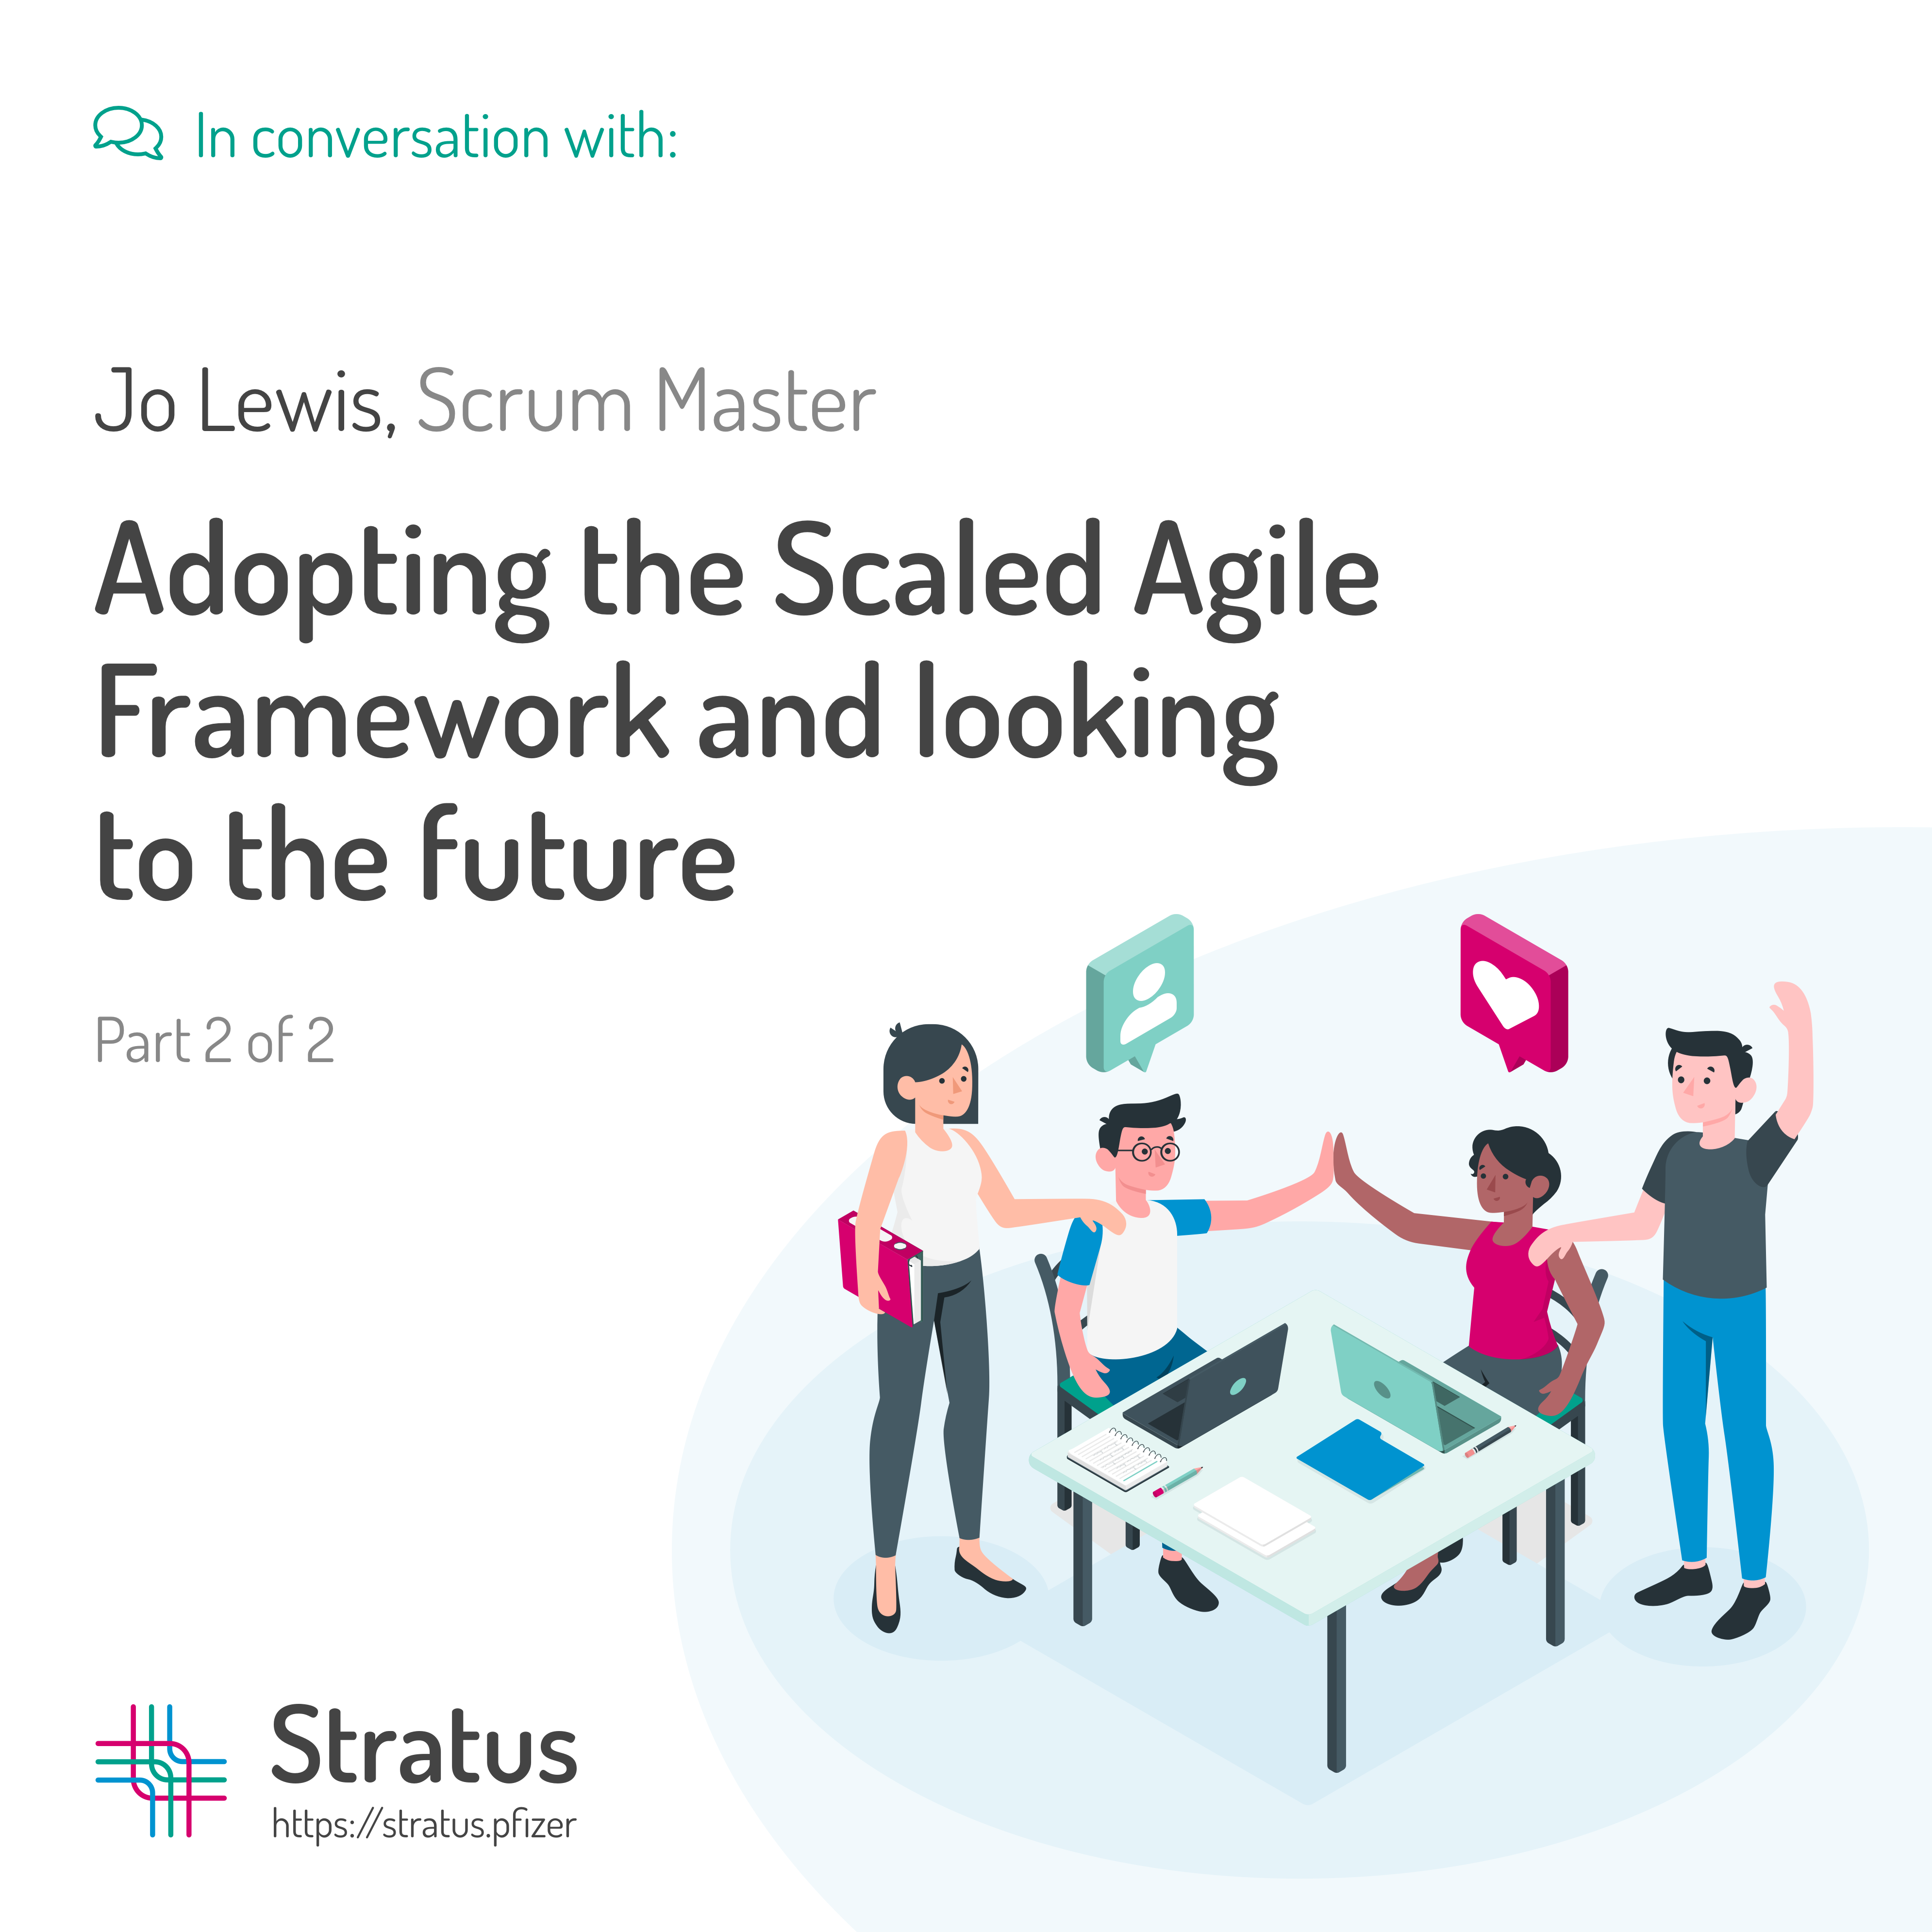 In conversation with:
Jo Lewis, Scrum Master
Adopting the Scaled Agile
Framework and looking
to the future
Part 2 of 2
Stratus
https://stratus.pfizer